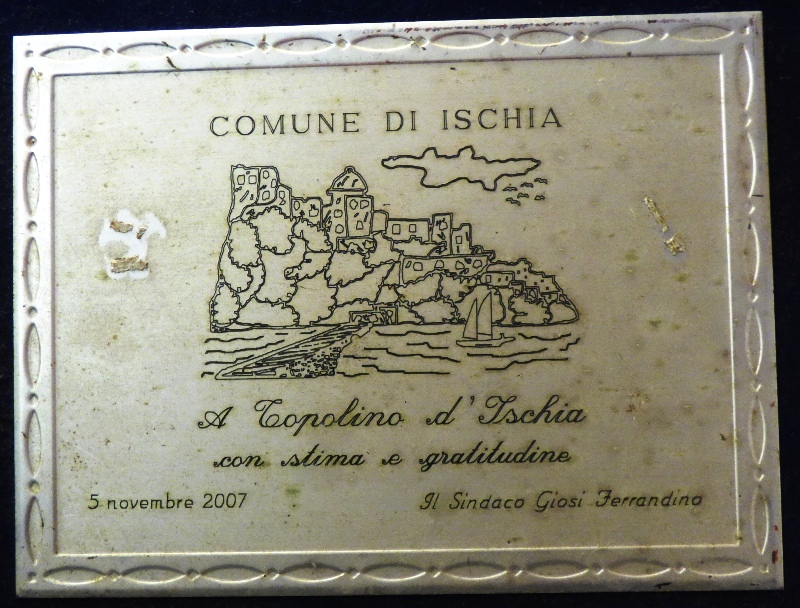 COMUNE DI ISCHIA
A Topolino d'Ischia
con stima e gratitudine
5 novembre 2007
Il Sindaco Giosi Ferrandino